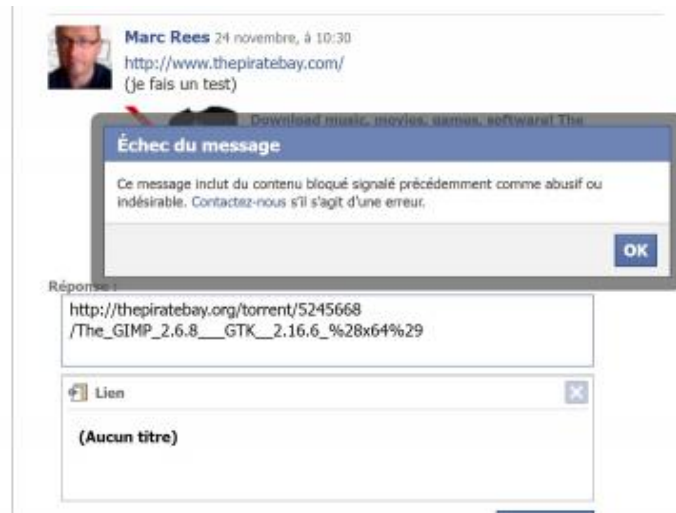 Marc Rees 24 novembre, à 10:30
http://www.thepiratebay.com/
(je fais un test)
Download music, movies, games, software! The
Échec du message
Ce message inclut du contenu bloqué signalé précédemment comme abusif ou
indésirable. Contactez-nous s'il s'agit d'une erreur.
OK
Réponse :
http://thepiratebay.org/torrent/5245668
/The_GIMP_2.6.8___GTK__2.16.6_%28x64%29
Lien
(Aucun titre)